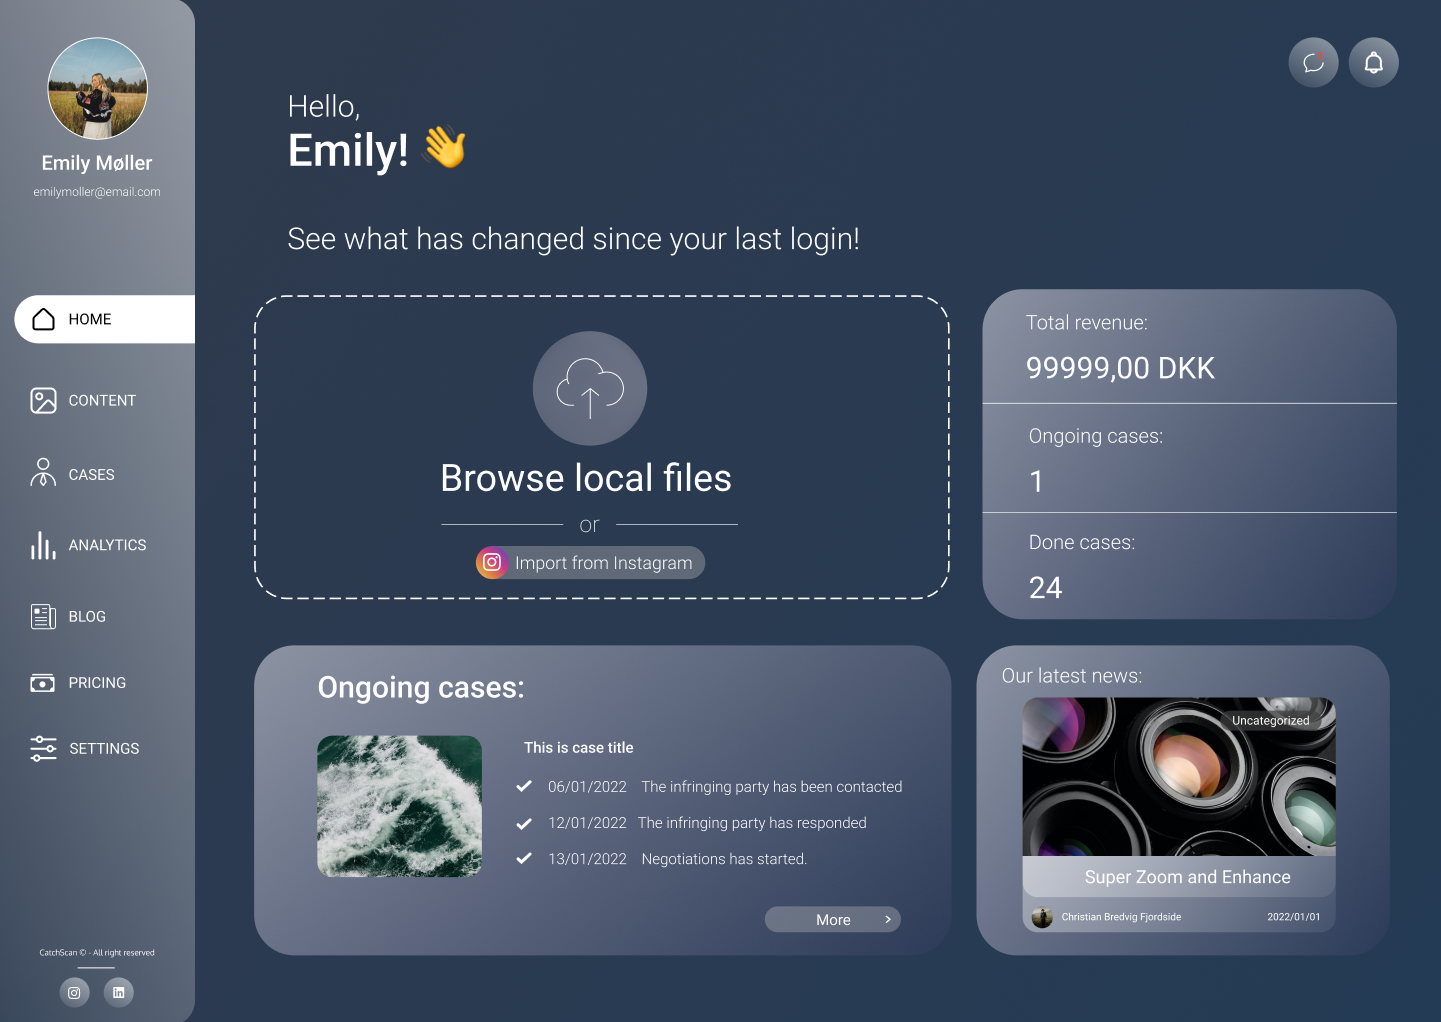 Emily Møller
emilymoller@email.com
HOME
CONTENT
CASES
ANALYTICS
BLOG
PRICING
SETTINGS
CatchScan © - All right reserved
Hello,
Emily! 👋
See what has changed since your last login!
Browse local files
or
Import from Instagram
Total revenue:
99999,00 DKK
Ongoing cases:
1
Done cases:
24
Ongoing cases:
This is case title
06/01/2022 The infringing party has been contacted
12/01/2022 The infringing party has responded
13/01/2022 Negotiations has started.
More
Our latest news:
Uncategorized
Super Zoom and Enhance
Christian Bredvig Fjordside 2022/01/01